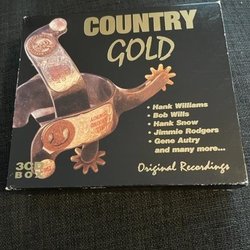 COUNTRY
GOLD
• Hank Williams
• Bob Wills
• Hank Snow
• Jimmie Rodgers
• Gene Autry
and many more...
3CD
BOX
Original Recordings